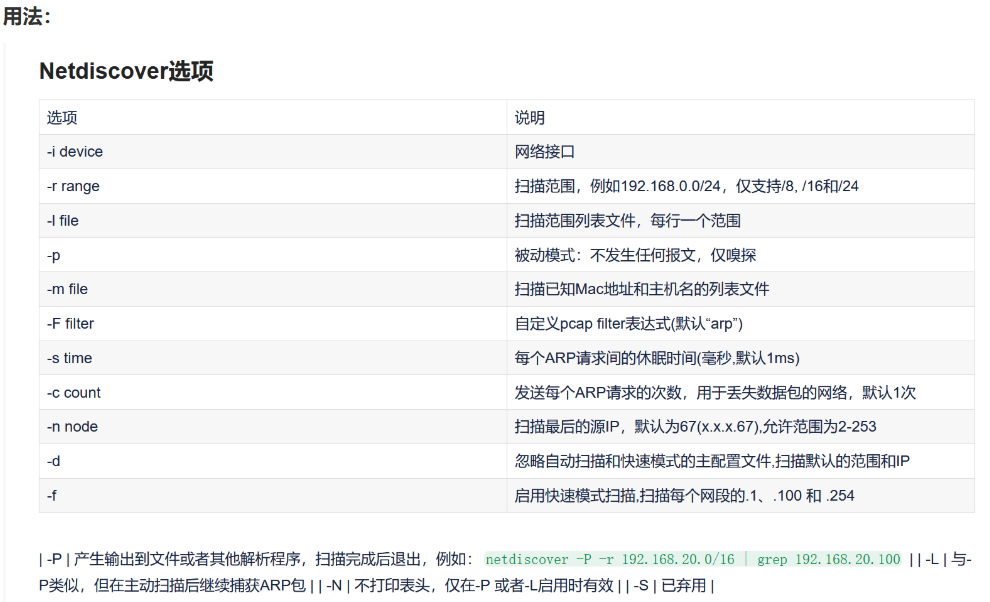 用法：
Netdiscover选项
选项 说明
-i device 网络接口
-r range 扫描范围，例如192.168.0.0/24，仅支持/8, /16和/24
-l file 扫描范围列表文件，每行一个范围
-p 被动模式：不发生任何报文，仅嗅探
-m file 扫描已知Mac地址和主机名的列表文件
-F filter 自定义pcap filter表达式(默认“arp”)
-s time 每个ARP请求间的休眠时间(毫秒,默认1ms)
-c count 发送每个ARP请求的次数，用于丢失数据包的网络，默认1次
-n node 扫描最后的源IP，默认为67(x.x.x.67),允许范围为2-253
-d 忽略自动扫描和快速模式的主配置文件,扫描默认的范围和IP
-f 启用快速模式扫描,扫描每个网段的.1、.100 和 .254
| -P | 产生输出到文件或者其他解析程序，扫描完成后退出，例如： netdiscover -P -r 192.168.20.0/16 | grep 192.168.20.100 | | -L | 与-
P类似，但在主动扫描后继续捕获ARP包 | | -N | 不打印表头，仅在-P 或者-L启用时有效 | | -S | 已弃用 |